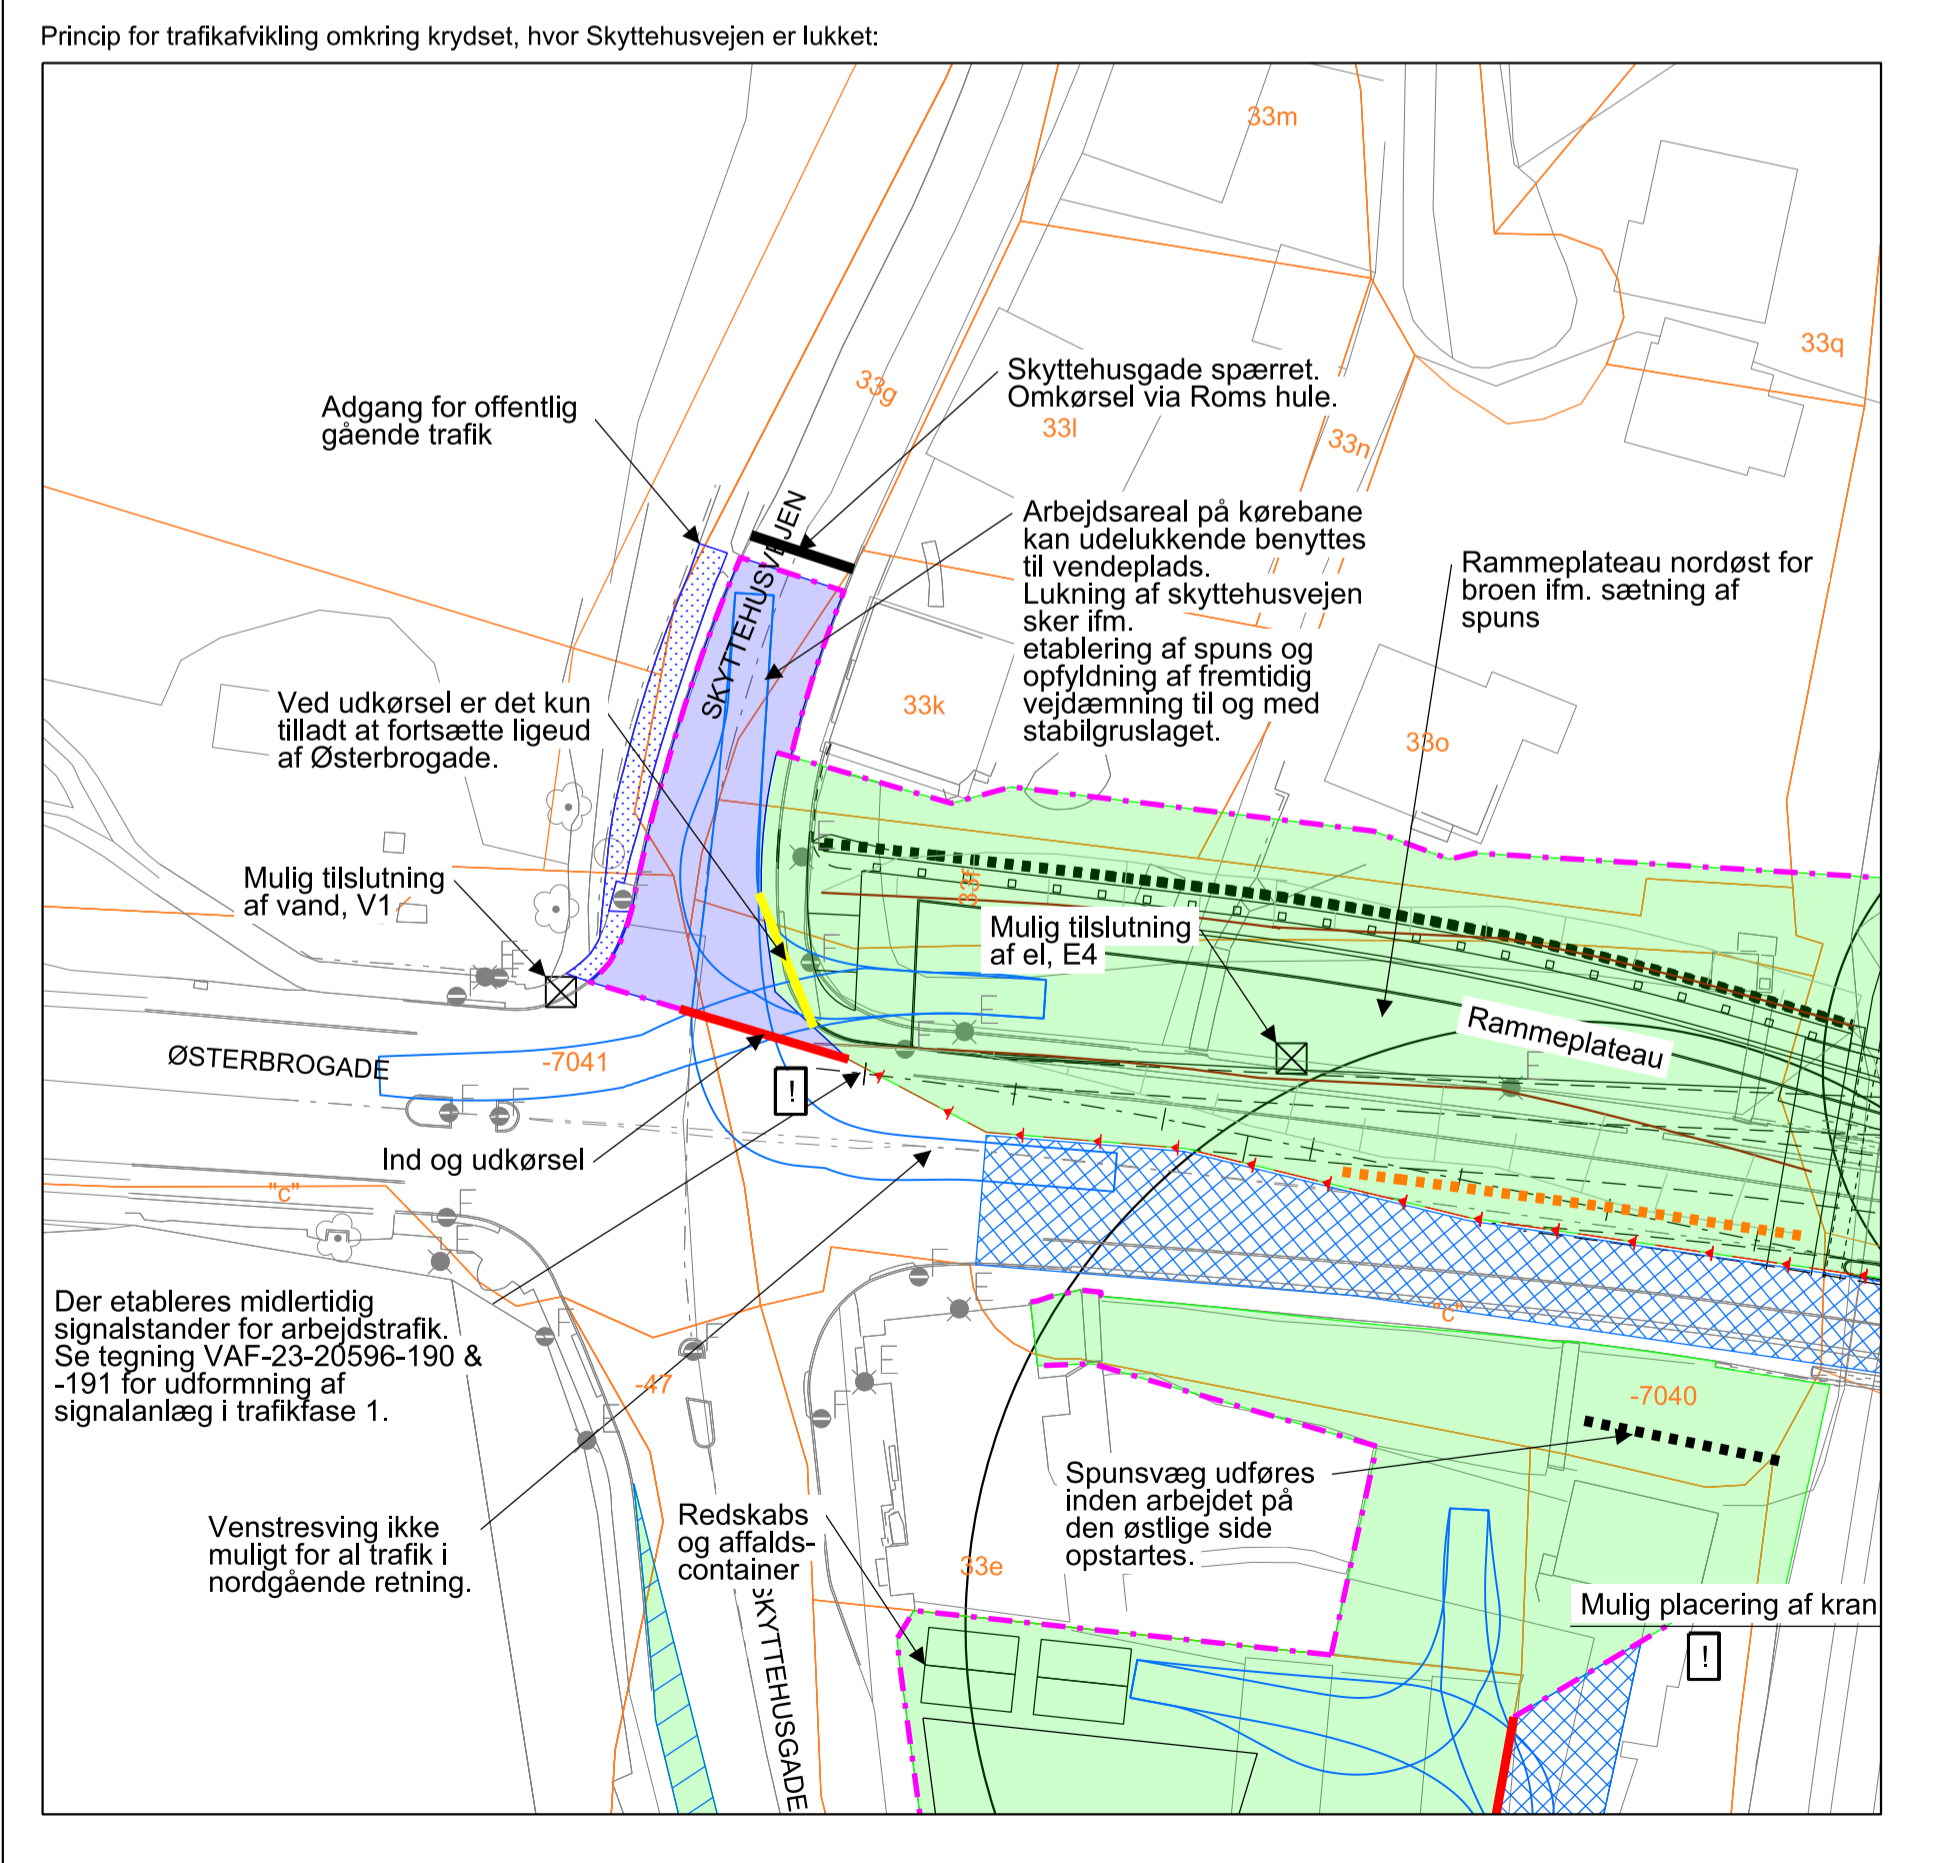 Princip for trafikafvikling omkring krydset, hvor Skyttehusvejen er lukket:
33m
33q
Skyttehusgade spærret.
Omkørsel via Roms hule.
33g
33l
33n
Adgang for offentlig
gående trafik
Arbejdsareal på kørebane
kan udelukkende benyttes
til vendeplads.
Lukning af skyttehusvejen
sker ifm.
etablering af spuns og
opfyldning af fremtidig
vejdæmning til og med
stabilgruslaget.
Rammeplateau nordøst for
broen ifm. sætning af
spuns
SKYTTEHUSVEJEN
Ved udkørsel er det kun
tilladt at fortsætte ligeud
af Østerbrogade.
33k
33o
Mulig tilslutning
af vand, V1
33f
Mulig tilslutning
af el, E4
Rammeplateau
ØSTERBROGADE
-7041
!
Ind og udkørsel
"c"
Der etableres midlertidig
signalstander for arbejdstrafik.
Se tegning VAF-23-20596-190 &
-191 for udformning af
signalanlæg i trafikfase 1.
"c"
-47
-7040
Venstresving ikke
muligt for al trafik i
nordgående retning.
Redskabs
og affalds-
container
Spunsvæg udføres
inden arbejdet på
den østlige side
opstartes.
33e
SKYTTEHUSGADE
Mulig placering af kran
!